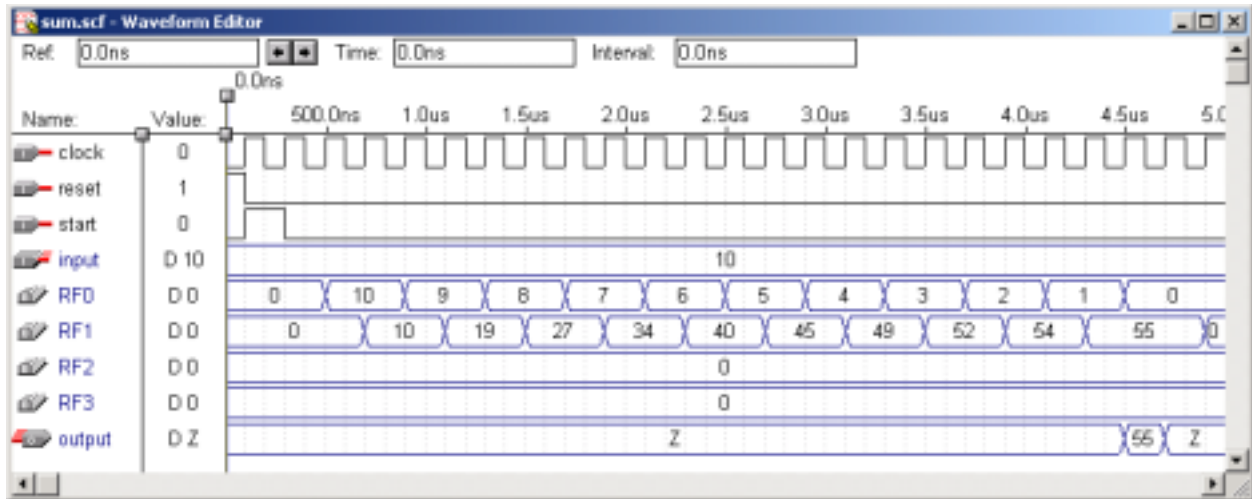 sum.scf - Waveform Editor
Ref: 0.0ns Time: 0.0ns Interval: 0.0ns
0.0ns
Name: Value: 500.0ns 1.0us 1.5us 2.0us 2.5us 3.0us 3.5us 4.0us 4.5us 5.0
clock 0
reset 1
start 0
input D 10 10
RF0 D 0 0 10 9 8 7 6 5 4 3 2 1 0
RF1 D 0 0 10 19 27 34 40 45 49 52 54 55 0
RF2 D 0 0
RF3 D 0 0
output D Z Z 55 Z